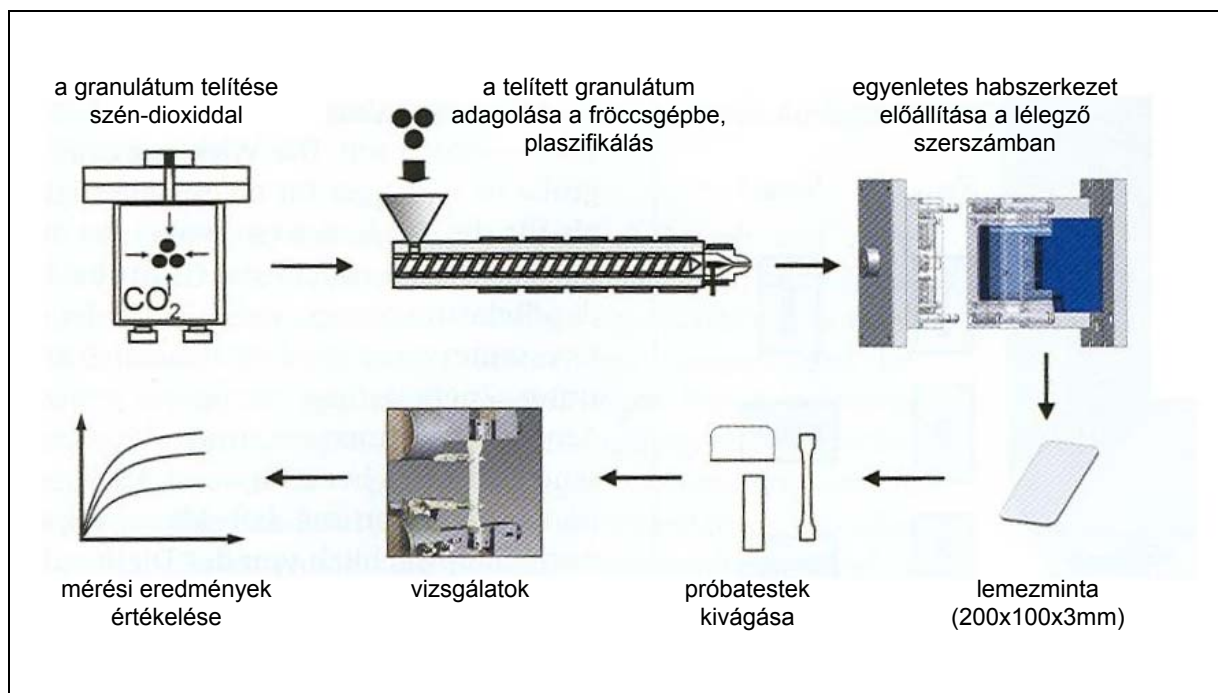 a granulátum telítése
szén-dioxiddal
a telített granulátum
adagolása a fröccsgépbe,
plaszifikálás
egyenletes habszerkezet
előállítása a lélegző
szerszámban
CO2
mérési eredmények
értékelése
vizsgálatok
próbatestek
kivágása
lemezminta
(200x100x3mm)